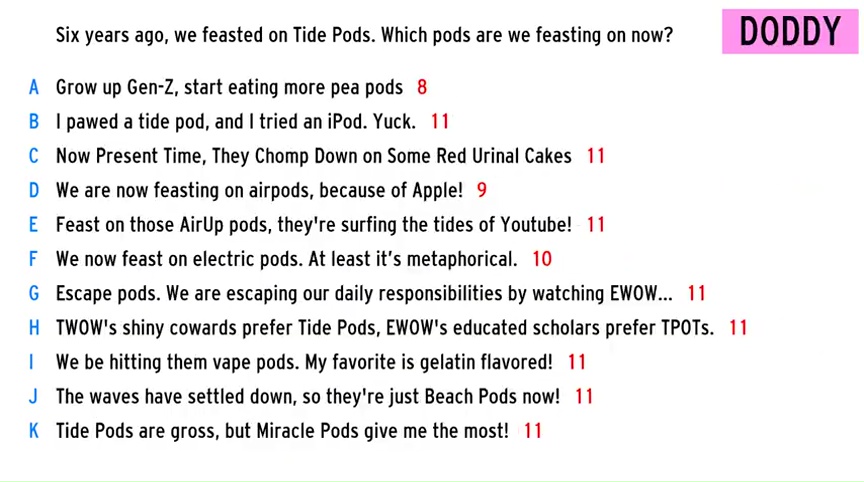 Six years ago, we feasted on Tide Pods. Which pods are we feasting on now?
DODDY
A Grow up Gen-Z, start eating more pea pods 8
B I pawed a tide pod, and I tried an iPod. Yuck. 11
C Now Present Time, They Chomp Down on Some Red Urinal Cakes 11
D We are now feasting on airpods, because of Apple! 9
E Feast on those AirUp pods, they're surfing the tides of Youtube! 11
F We now feast on electric pods. At least it's metaphorical. 10
G Escape pods. We are escaping our daily responsibilities by watching EWOW... 11
H TWOW's shiny cowards prefer Tide Pods, EWOW's educated scholars prefer TPOTs. 11
I We be hitting them vape pods. My favorite is gelatin flavored! 11
J The waves have settled down, so they're just Beach Pods now! 11
K Tide Pods are gross, but Miracle Pods give me the most! 11